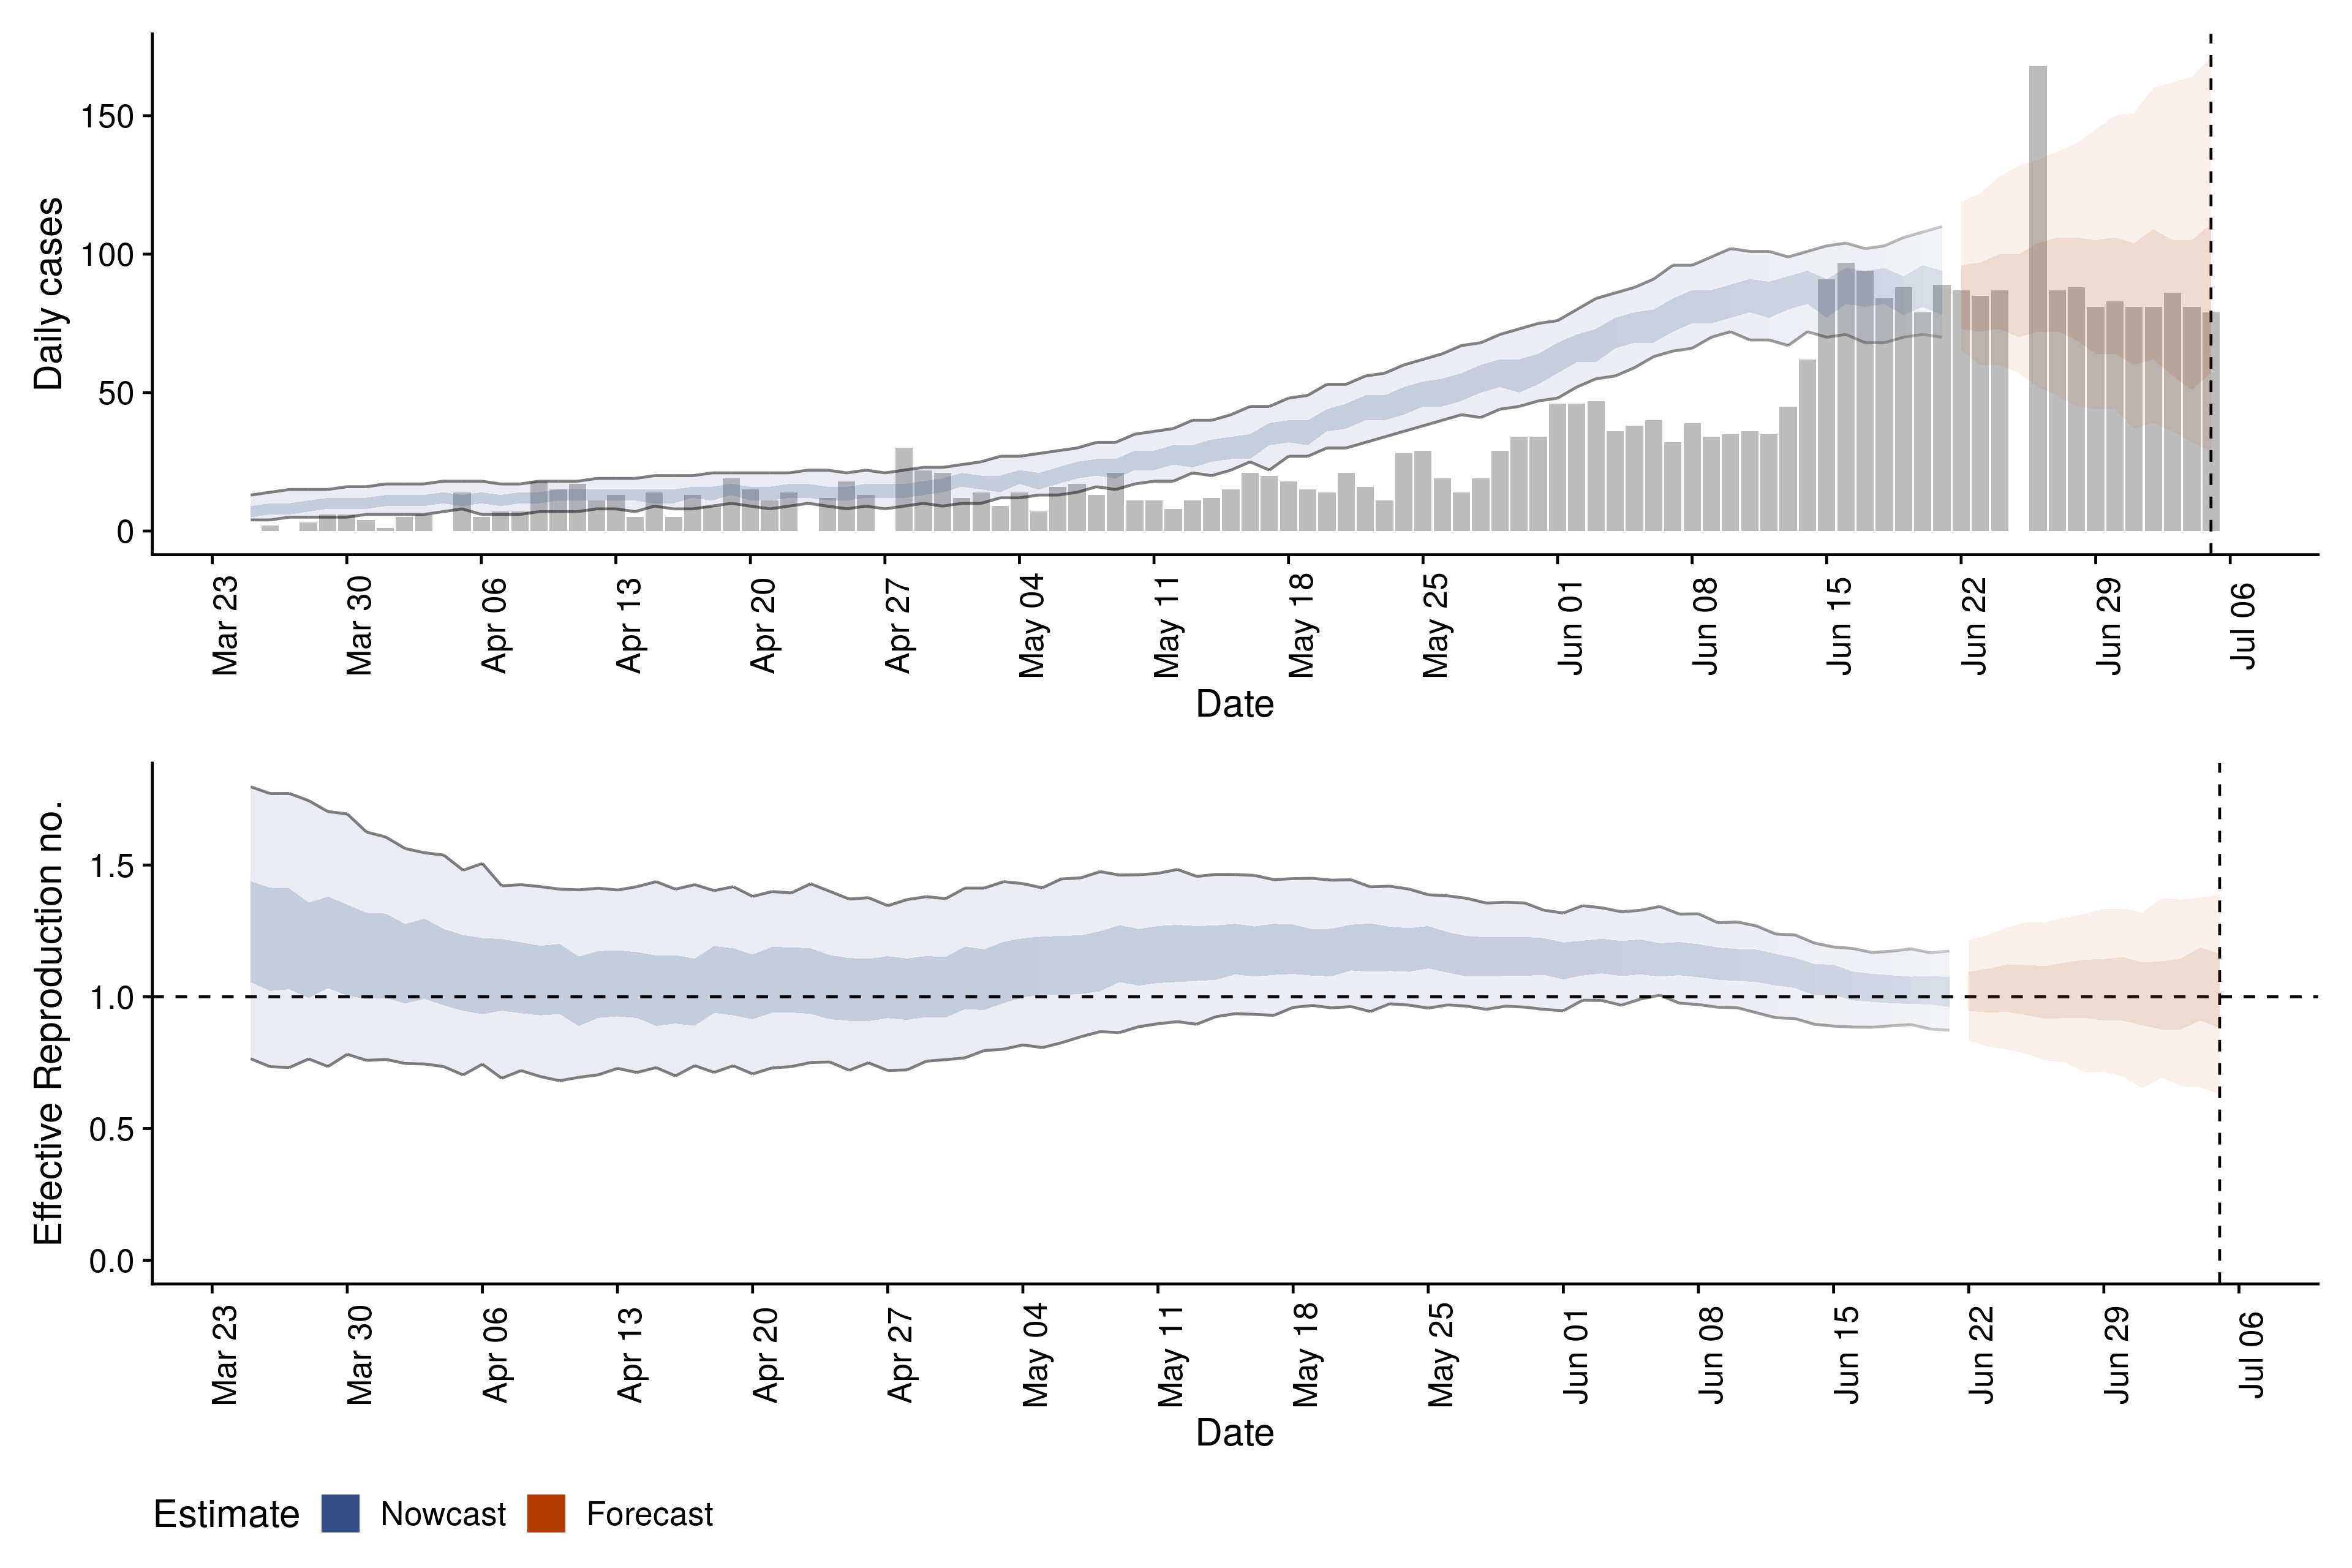 Daily cases
150
100
50
0
Mar 23
Mar 30
Apr 06
Apr 13
Apr 20
Apr 27
May 04
May 11
May 18
May 25
Jun 01
Jun 08
Jun 15
Jun 22
Jun 29
Jul 06
Date
Effective Reproduction no.
1.5
1.0
0.5
0.0
Mar 23
Mar 30
Apr 06
Apr 13
Apr 20
Apr 27
May 04
May 11
May 18
May 25
Jun 01
Jun 08
Jun 15
Jun 22
Jun 29
Jul 06
Date
Estimate Nowcast Forecast